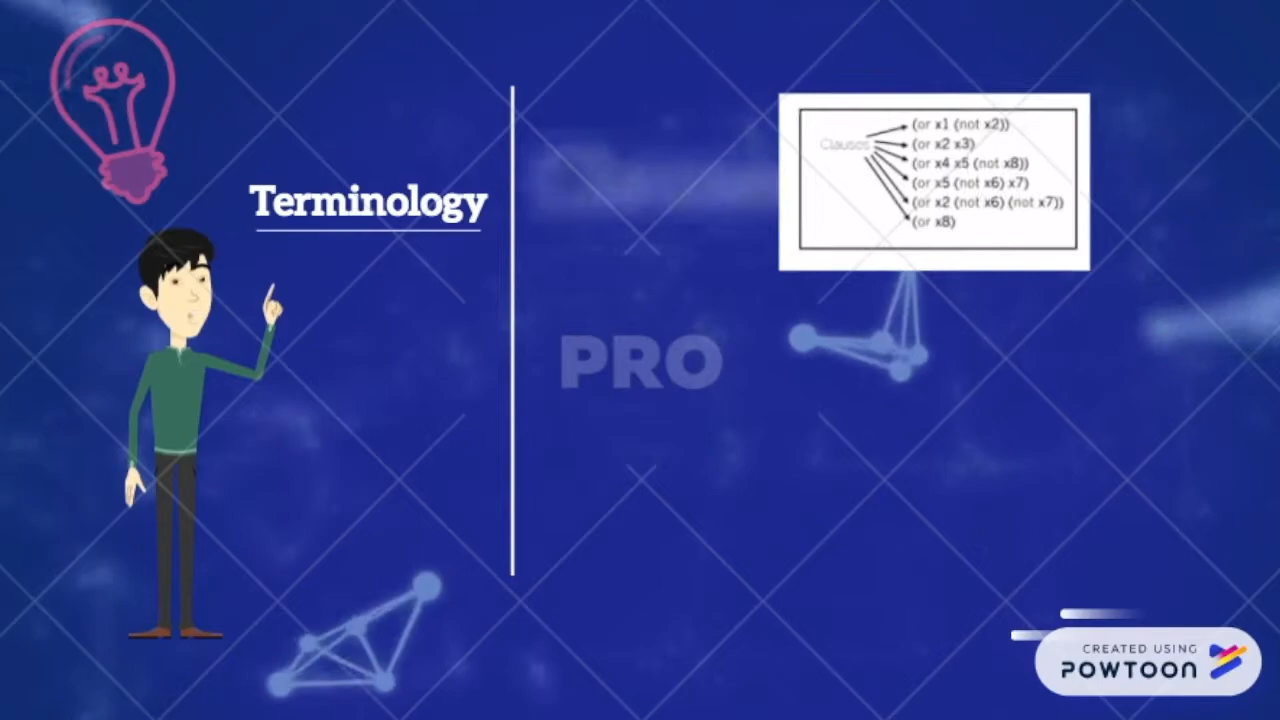 Terminology
Clauses
(or x1 (not x2))
(or x2 x3)
(or x4 x5 (not x8))
(or x5 (not x6) x7)
(or x2 (not x6) (not x7))
(or x8)
PRO
CREATED USING
POWTOON